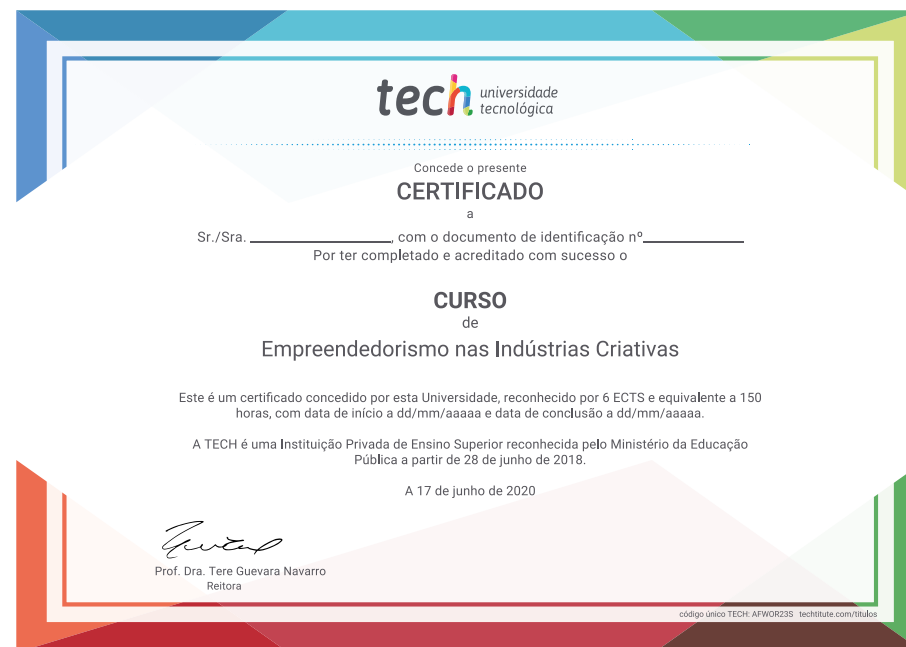 tech universidade
tecnológica
Concede o presente
CERTIFICADO
a
Sr./Sra. , com o documento de identificação nº
Por ter completado e acreditado com sucesso o
CURSO
de
Empreendedorismo nas Indústrias Criativas
Este é um certificado concedido por esta Universidade, reconhecido por 6 ECTS e equivalente a 150
horas, com data de início a dd/mm/aaaaa e data de conclusão a dd/mm/aaaaa.
A TECH é uma Instituição Privada de Ensino Superior reconhecida pelo Ministério da Educação
Pública a partir de 28 de junho de 2018.
A 17 de junho de 2020
Prof. Dra. Tere Guevara Navarro
Reitora
código único TECH: AFWOR23S techtitute.com/titulos